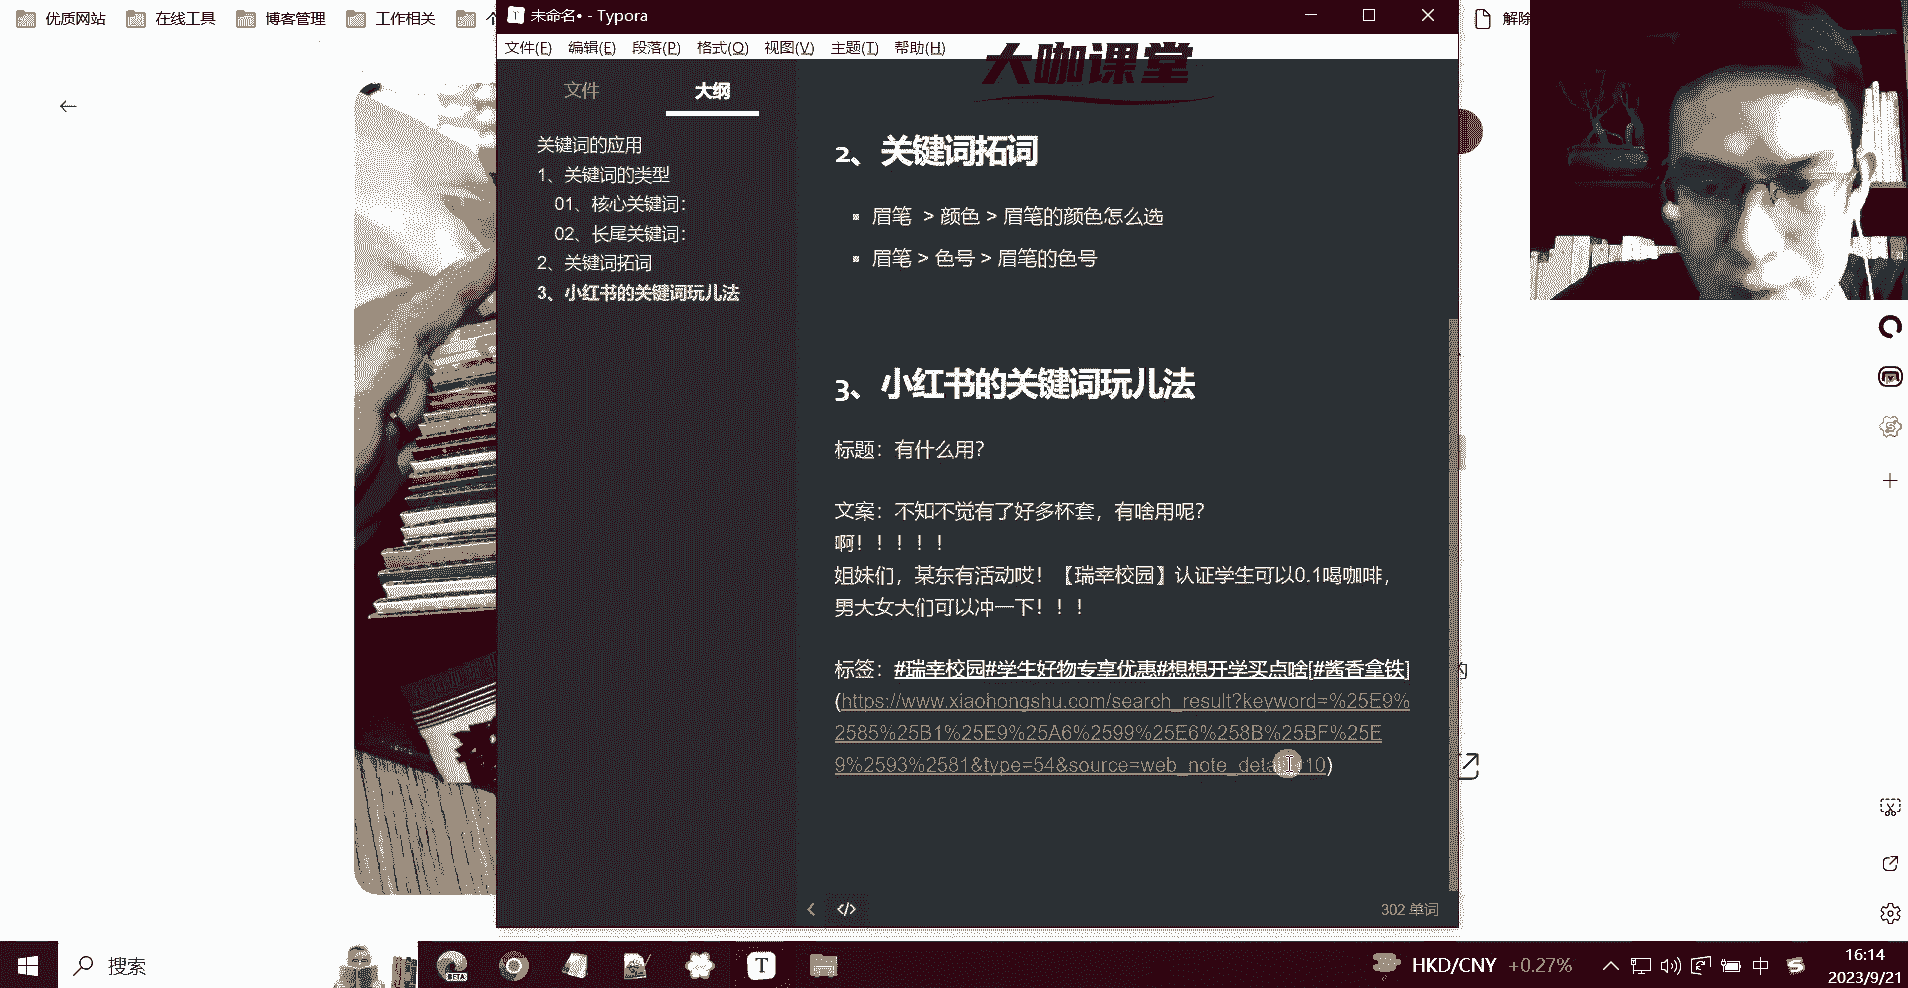 优质网站
在线工具
博客管理
工作相关
未命名• - Typora
解除
文件(F) 编辑(E) 段落(P) 格式(O) 视图(V) 主题(T) 帮助(H)
大咖课堂
文件
大纲
关键词的应用
1、关键词的类型
01、核心关键词：
02、长尾关键词：
2、关键词拓词
3、小红书的关键词玩儿法
2、关键词拓词
眉笔 > 颜色 > 眉笔的颜色怎么选
眉笔 > 色号 > 眉笔的色号
3、小红书的关键词玩儿法
标题：有什么用？
文案：不知不觉有了好多杯套，有啥用呢？
啊！！！！！
姐妹们，某东有活动哎！【瑞幸校园】认证学生可以0.1喝咖啡，
男大女大们可以冲一下！！！
标签：#瑞幸校园#学生好物专享优惠#想想开学买点啥[#酱香拿铁]
(https://www.xiaohongshu.com/search_result?keyword=%25E9%
2585%25B1%25E9%25A6%2599%25E6%258B%25BF%25E
9%2593%2581&type=54&source=web_note_deta 10)
302 单词
搜索
BETA
T
HKD/CNY +0.27%
中
16:14
2023/9/21